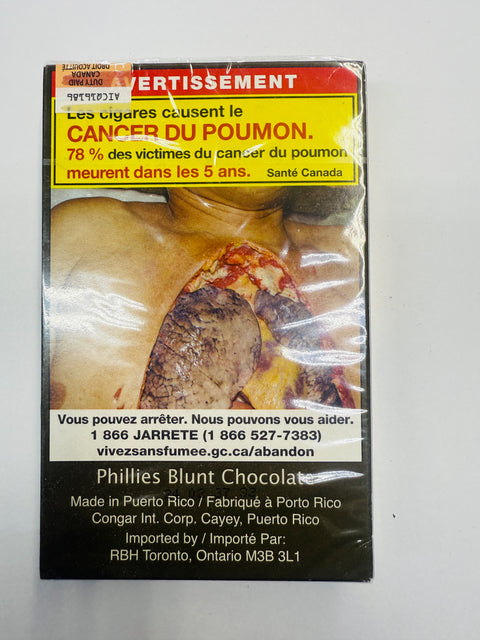 DROIT ACQUITTÉ
CANADA
DUTY PAID
AVERTISSEMENT
Les cigares causent le
CANCER DU POUMON.
78 % des victimes du cancer du poumon
meurent dans les 5 ans. Santé Canada
Vous pouvez arrêter. Nous pouvons vous aider.
1 866 JARRETE (1 866 527-7383)
vivezsansfumee.gc.ca/abandon
Phillies Blunt Chocolate
Made in Puerto Rico / Fabriqué à Porto Rico
Congar Int. Corp. Cayey, Puerto Rico
Imported by / Importé Par:
RBH Toronto, Ontario M3B 3L1